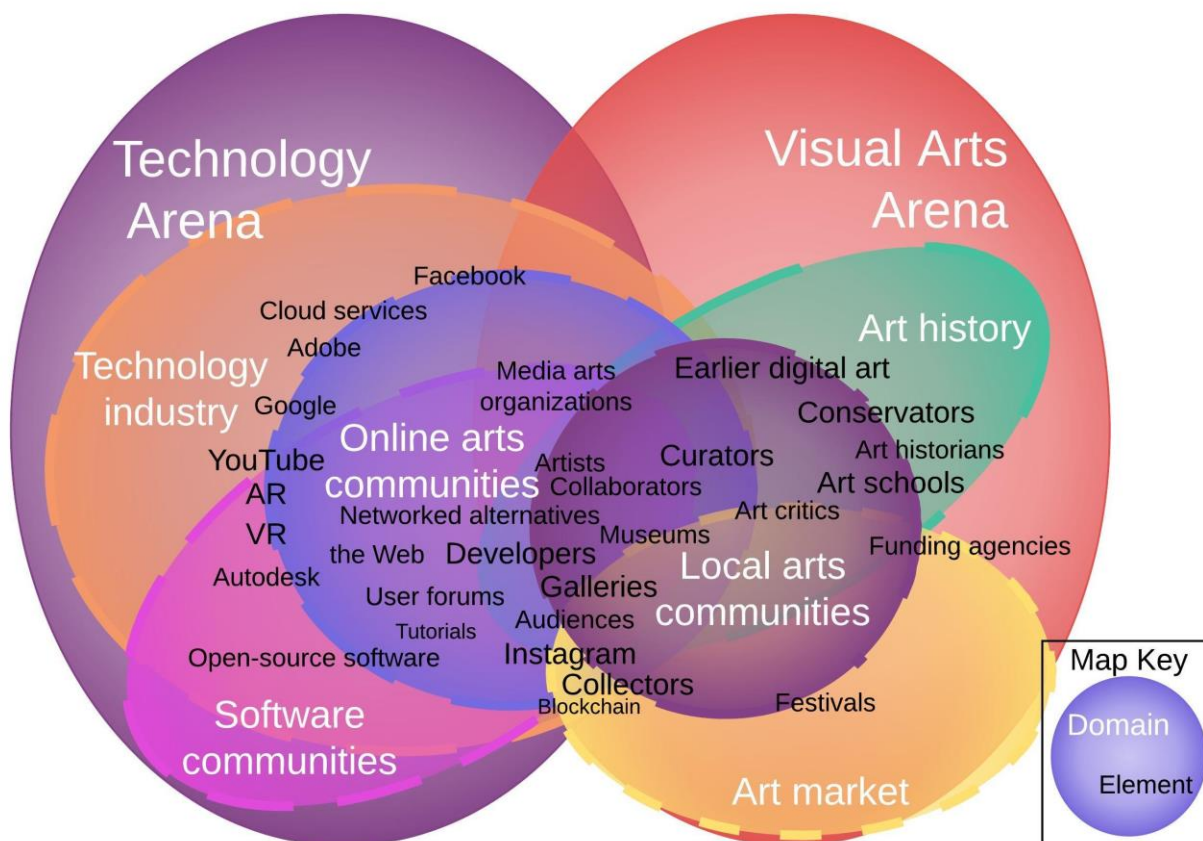 Technology
Arena
Visual Arts
Arena
Facebook
Cloud services
Adobe
Technology
industry
Google
Art history
Media arts
organizations
Earlier digital art
Conservators
Online arts
communities
YouTube
AR
VR
Artists
Collaborators
Curators
Art historians
Art schools
Networked alternatives
Art critics
the Web
Developers
Museums
Funding agencies
Autodesk
User forums
Galleries
Local arts
communities
Tutorials
Audiences
Open-source software
Instagram
Collectors
Blockchain
Festivals
Software
communities
Art market
Map Key
Domain
Element